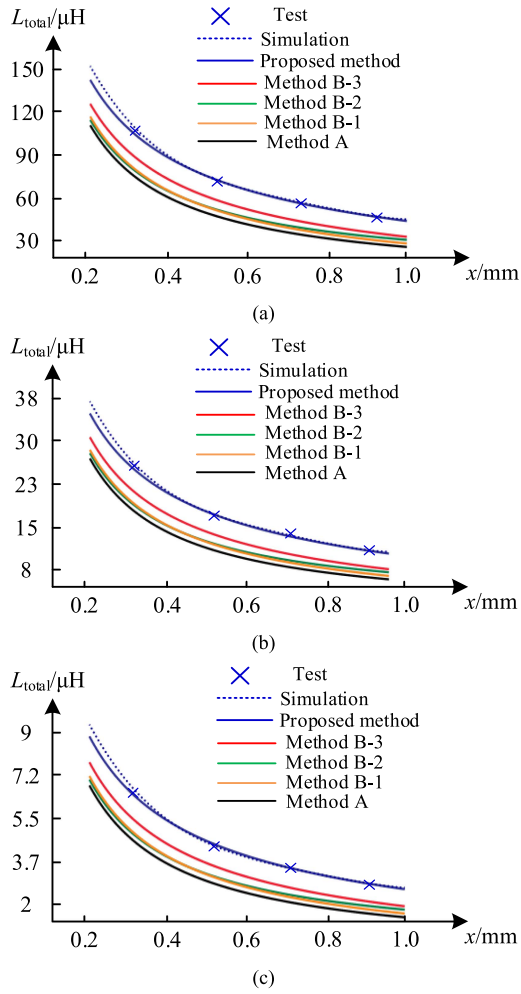 L_total/μH
Test
Simulation
Proposed method
Method B-3
Method B-2
Method B-1
Method A
150
120
90
60
30
0.2 0.4 0.6 0.8 1.0
x/mm
(a)
L_total/μH
Test
Simulation
Proposed method
Method B-3
Method B-2
Method B-1
Method A
38
30
23
15
8
0.2 0.4 0.6 0.8 1.0
x/mm
(b)
L_total/μH
Test
Simulation
Proposed method
Method B-3
Method B-2
Method B-1
Method A
9
7.2
5.5
3.7
2
0.2 0.4 0.6 0.8 1.0
x/mm
(c)